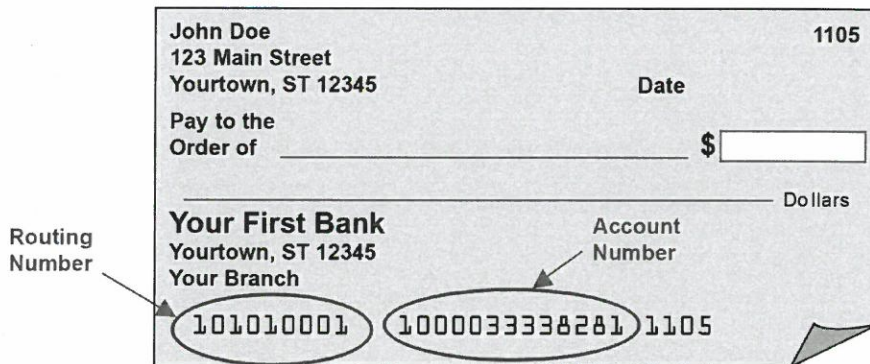 John Doe 1105
123 Main Street
Yourtown, ST 12345 Date
Pay to the
Order of $
Dollars
Your First Bank
Yourtown, ST 12345
Your Branch
Routing
Number
Account
Number
101010001 1000033338281 1105